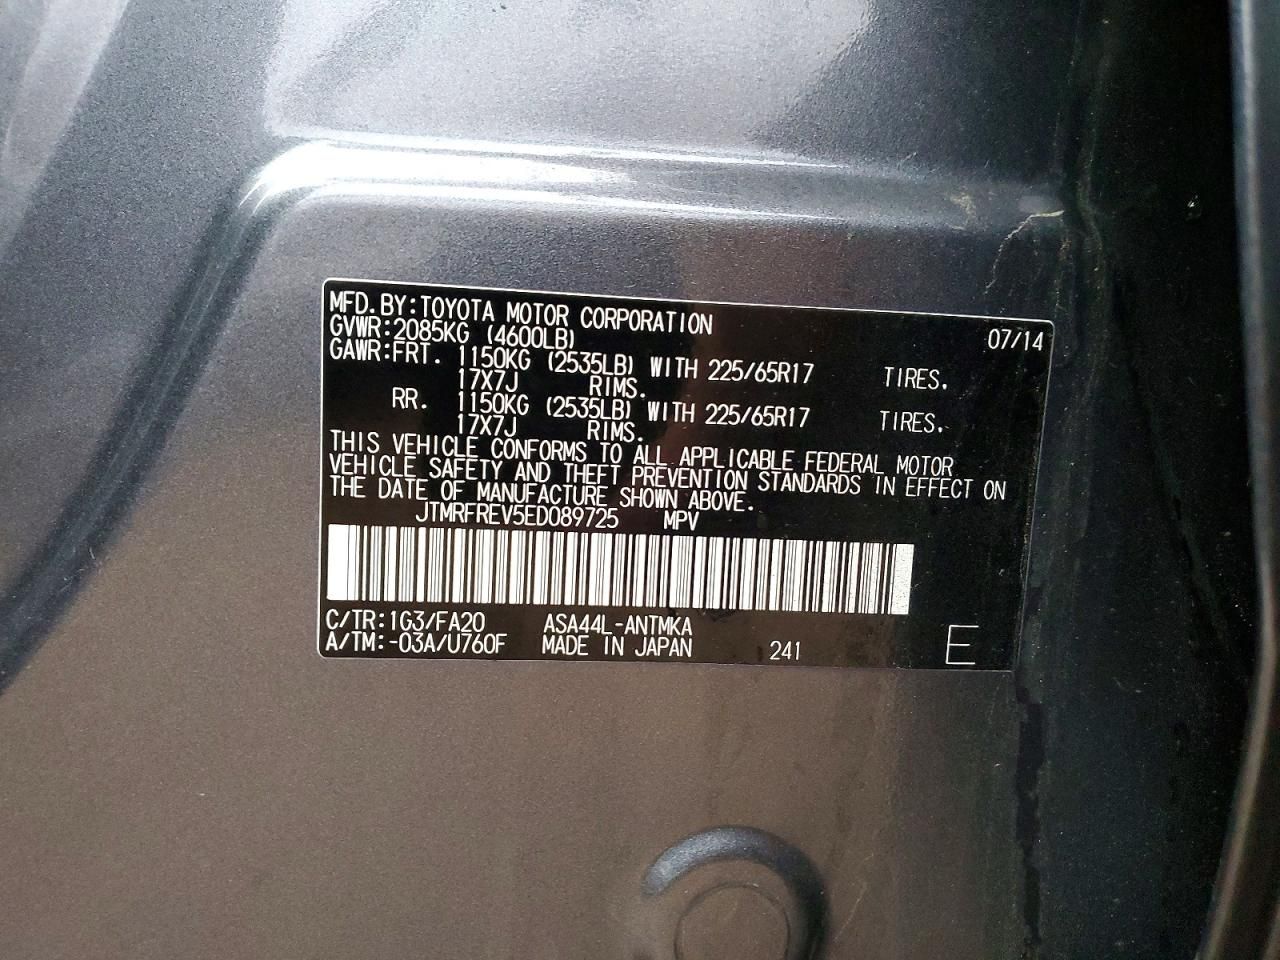 MFD.BY:TOYOTA MOTOR CORPORATION 07/14
GVWR:2085KG (4600LB)
GAWR:FRT. 1150KG (2535LB) WITH 225/65R17 TIRES.
17X7J RIMS.
RR. 1150KG (2535LB) WITH 225/65R17 TIRES.
17X7J RIMS.
THIS VEHICLE CONFORMS TO ALL APPLICABLE FEDERAL MOTOR
VEHICLE SAFETY AND THEFT PREVENTION STANDARDS IN EFFECT ON
THE DATE OF MANUFACTURE SHOWN ABOVE.
JTMRFREV5ED089725 MPV
C/TR:1G3/FA20 ASA44L-ANTMKA
A/TM:-03A/U760F MADE IN JAPAN 241 E